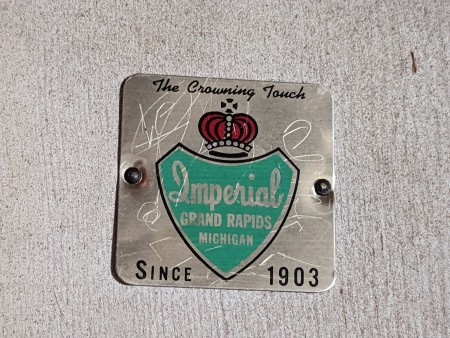 The Crowning Touch
Imperial
GRAND RAPIDS
MICHIGAN
SINCE 1903